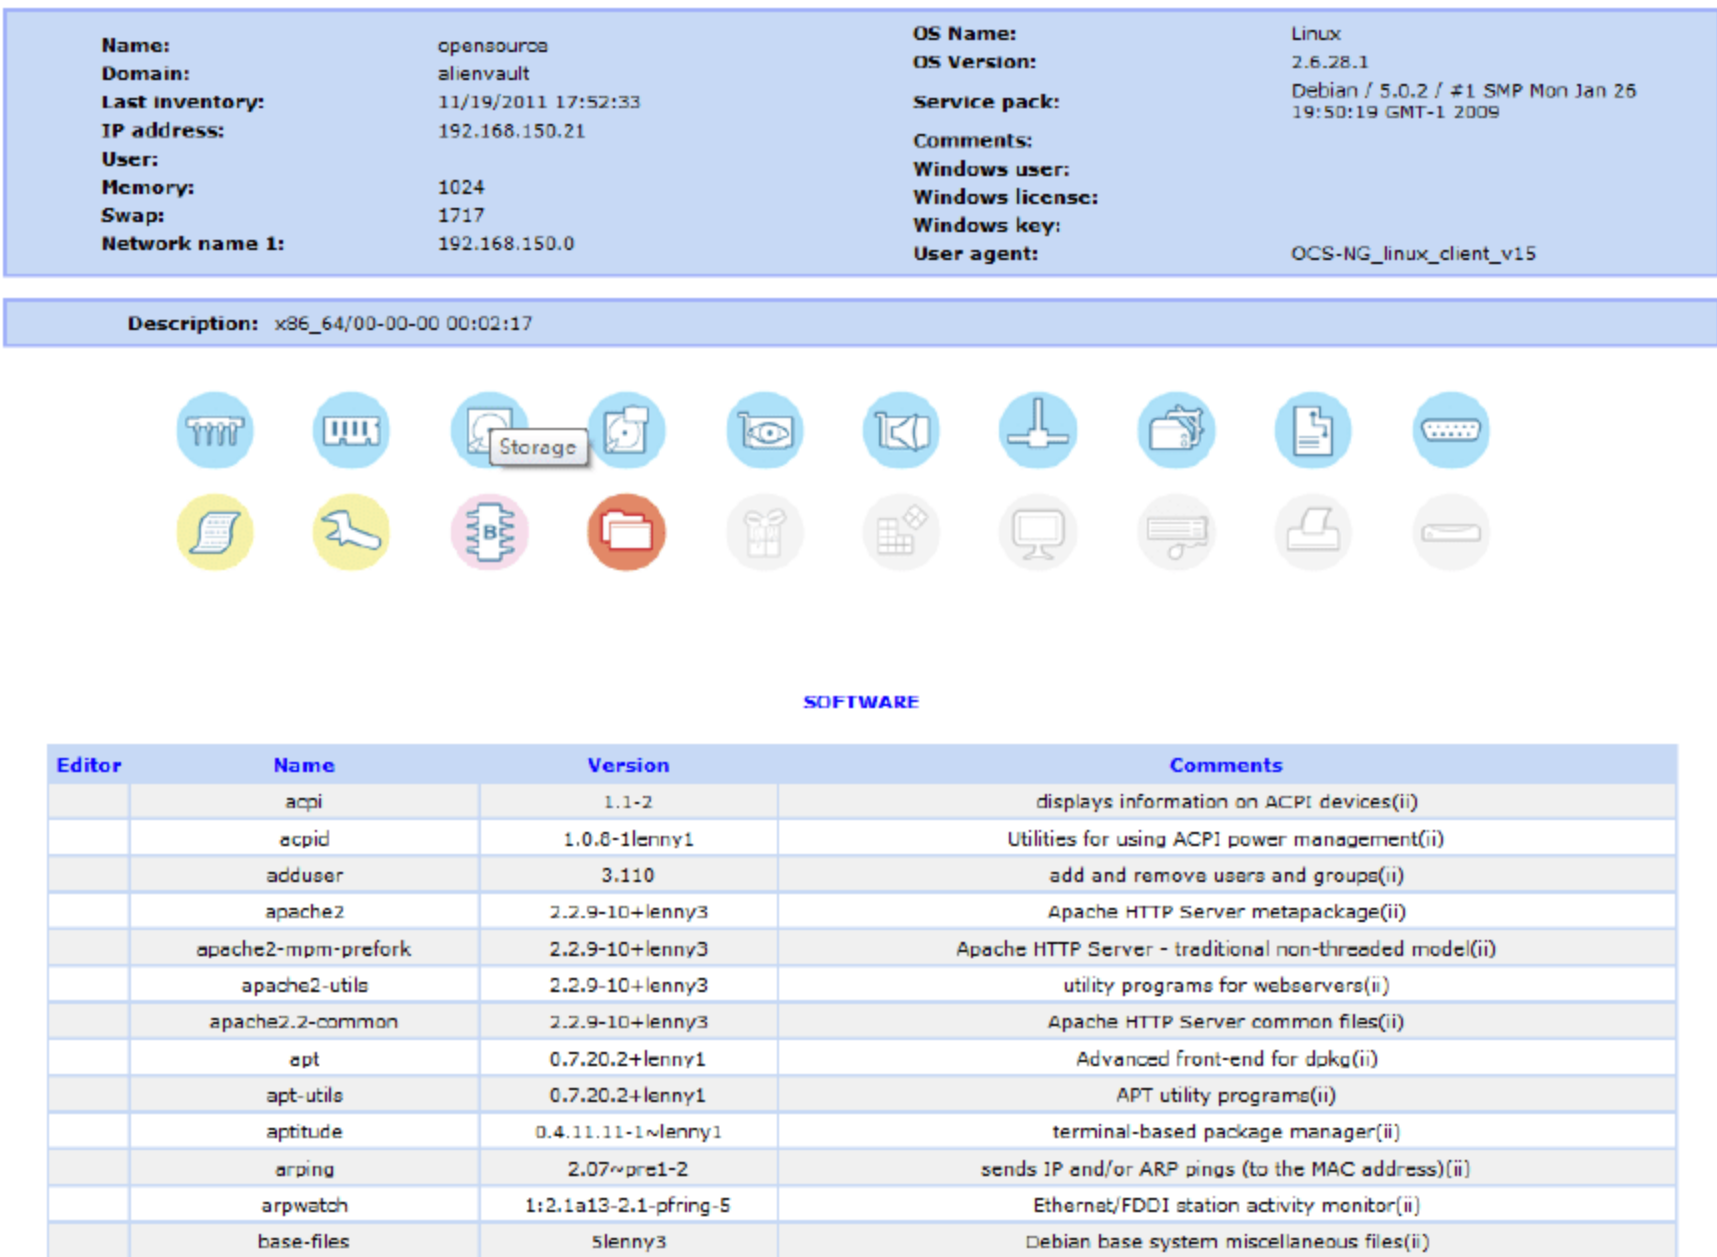 Name: opensource
Domain: alienvault
Last inventory: 11/19/2011 17:52:33
IP address: 192.168.150.21
User:
Memory: 1024
Swap: 1717
Network name 1: 192.168.150.0
OS Name: Linux
OS Version: 2.6.28.1
Service pack: Debian / 5.0.2 / #1 SMP Mon Jan 26
19:50:19 GMT-1 2009
Comments:
Windows user:
Windows license:
Windows key:
User agent: OCS-NG_linux_client_v15
Description: x86_64/00-00-00 00:02:17
Storage
B
SOFTWARE
Editor Name Version Comments
acpi 1.1-2 displays information on ACPI devices(ii)
acpid 1.0.8-1lenny1 Utilities for using ACPI power management(ii)
adduser 3.110 add and remove users and groups(ii)
apache2 2.2.9-10+lenny3 Apache HTTP Server metapackage(ii)
apache2-mpm-prefork 2.2.9-10+lenny3 Apache HTTP Server - traditional non-threaded model(ii)
apache2-utils 2.2.9-10+lenny3 utility programs for webservers(ii)
apache2.2-common 2.2.9-10+lenny3 Apache HTTP Server common files(ii)
apt 0.7.20.2+lenny1 Advanced front-end for dpkg(ii)
apt-utils 0.7.20.2+lenny1 APT utility programs(ii)
aptitude 0.4.11.11-1~lenny1 terminal-based package manager(ii)
arping 2.07~pre1-2 sends IP and/or ARP pings (to the MAC address)(ii)
arpwatch 1:2.1a13-2.1-pfring-5 Ethernet/FDDI station activity monitor(ii)
base-files 5lenny3 Debian base system miscellaneous files(ii)